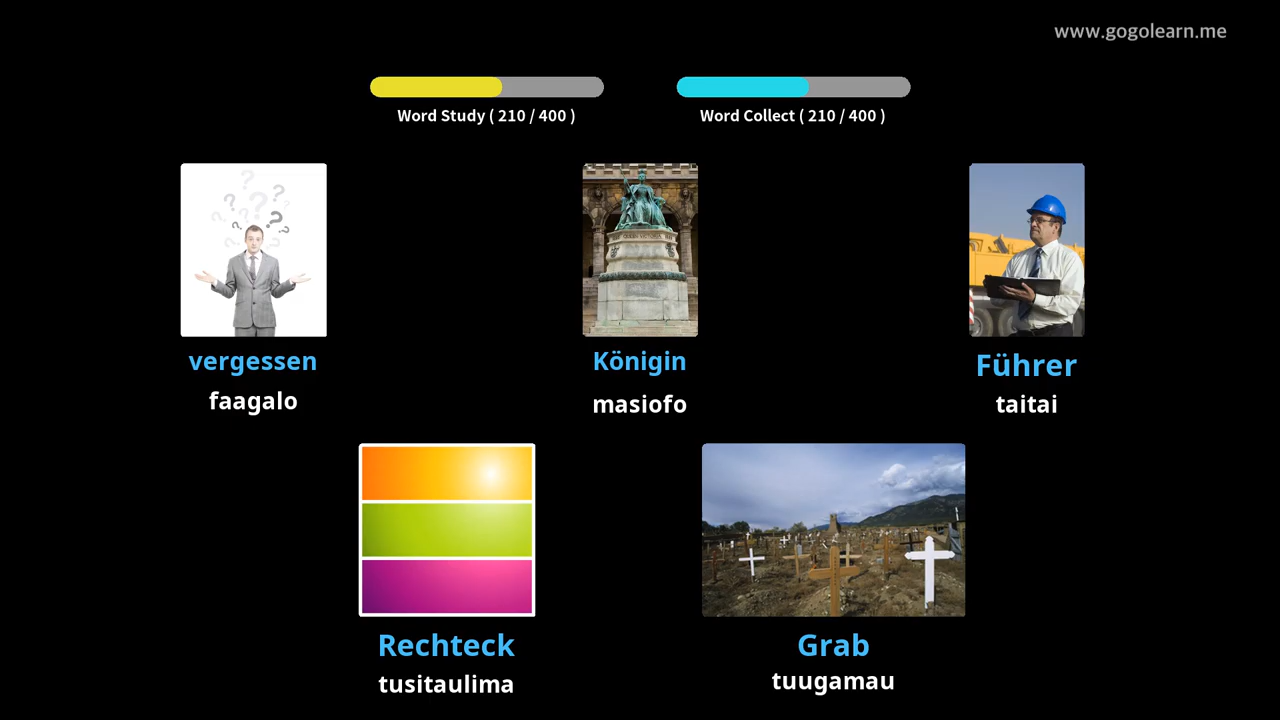 www.gogolearn.me
Word Study ( 210 / 400 )
Word Collect ( 210 / 400 )
vergessen
faagalo
Königin
masiofo
Führer
taitai
Rechteck
tusitaulima
Grab
tuugamau